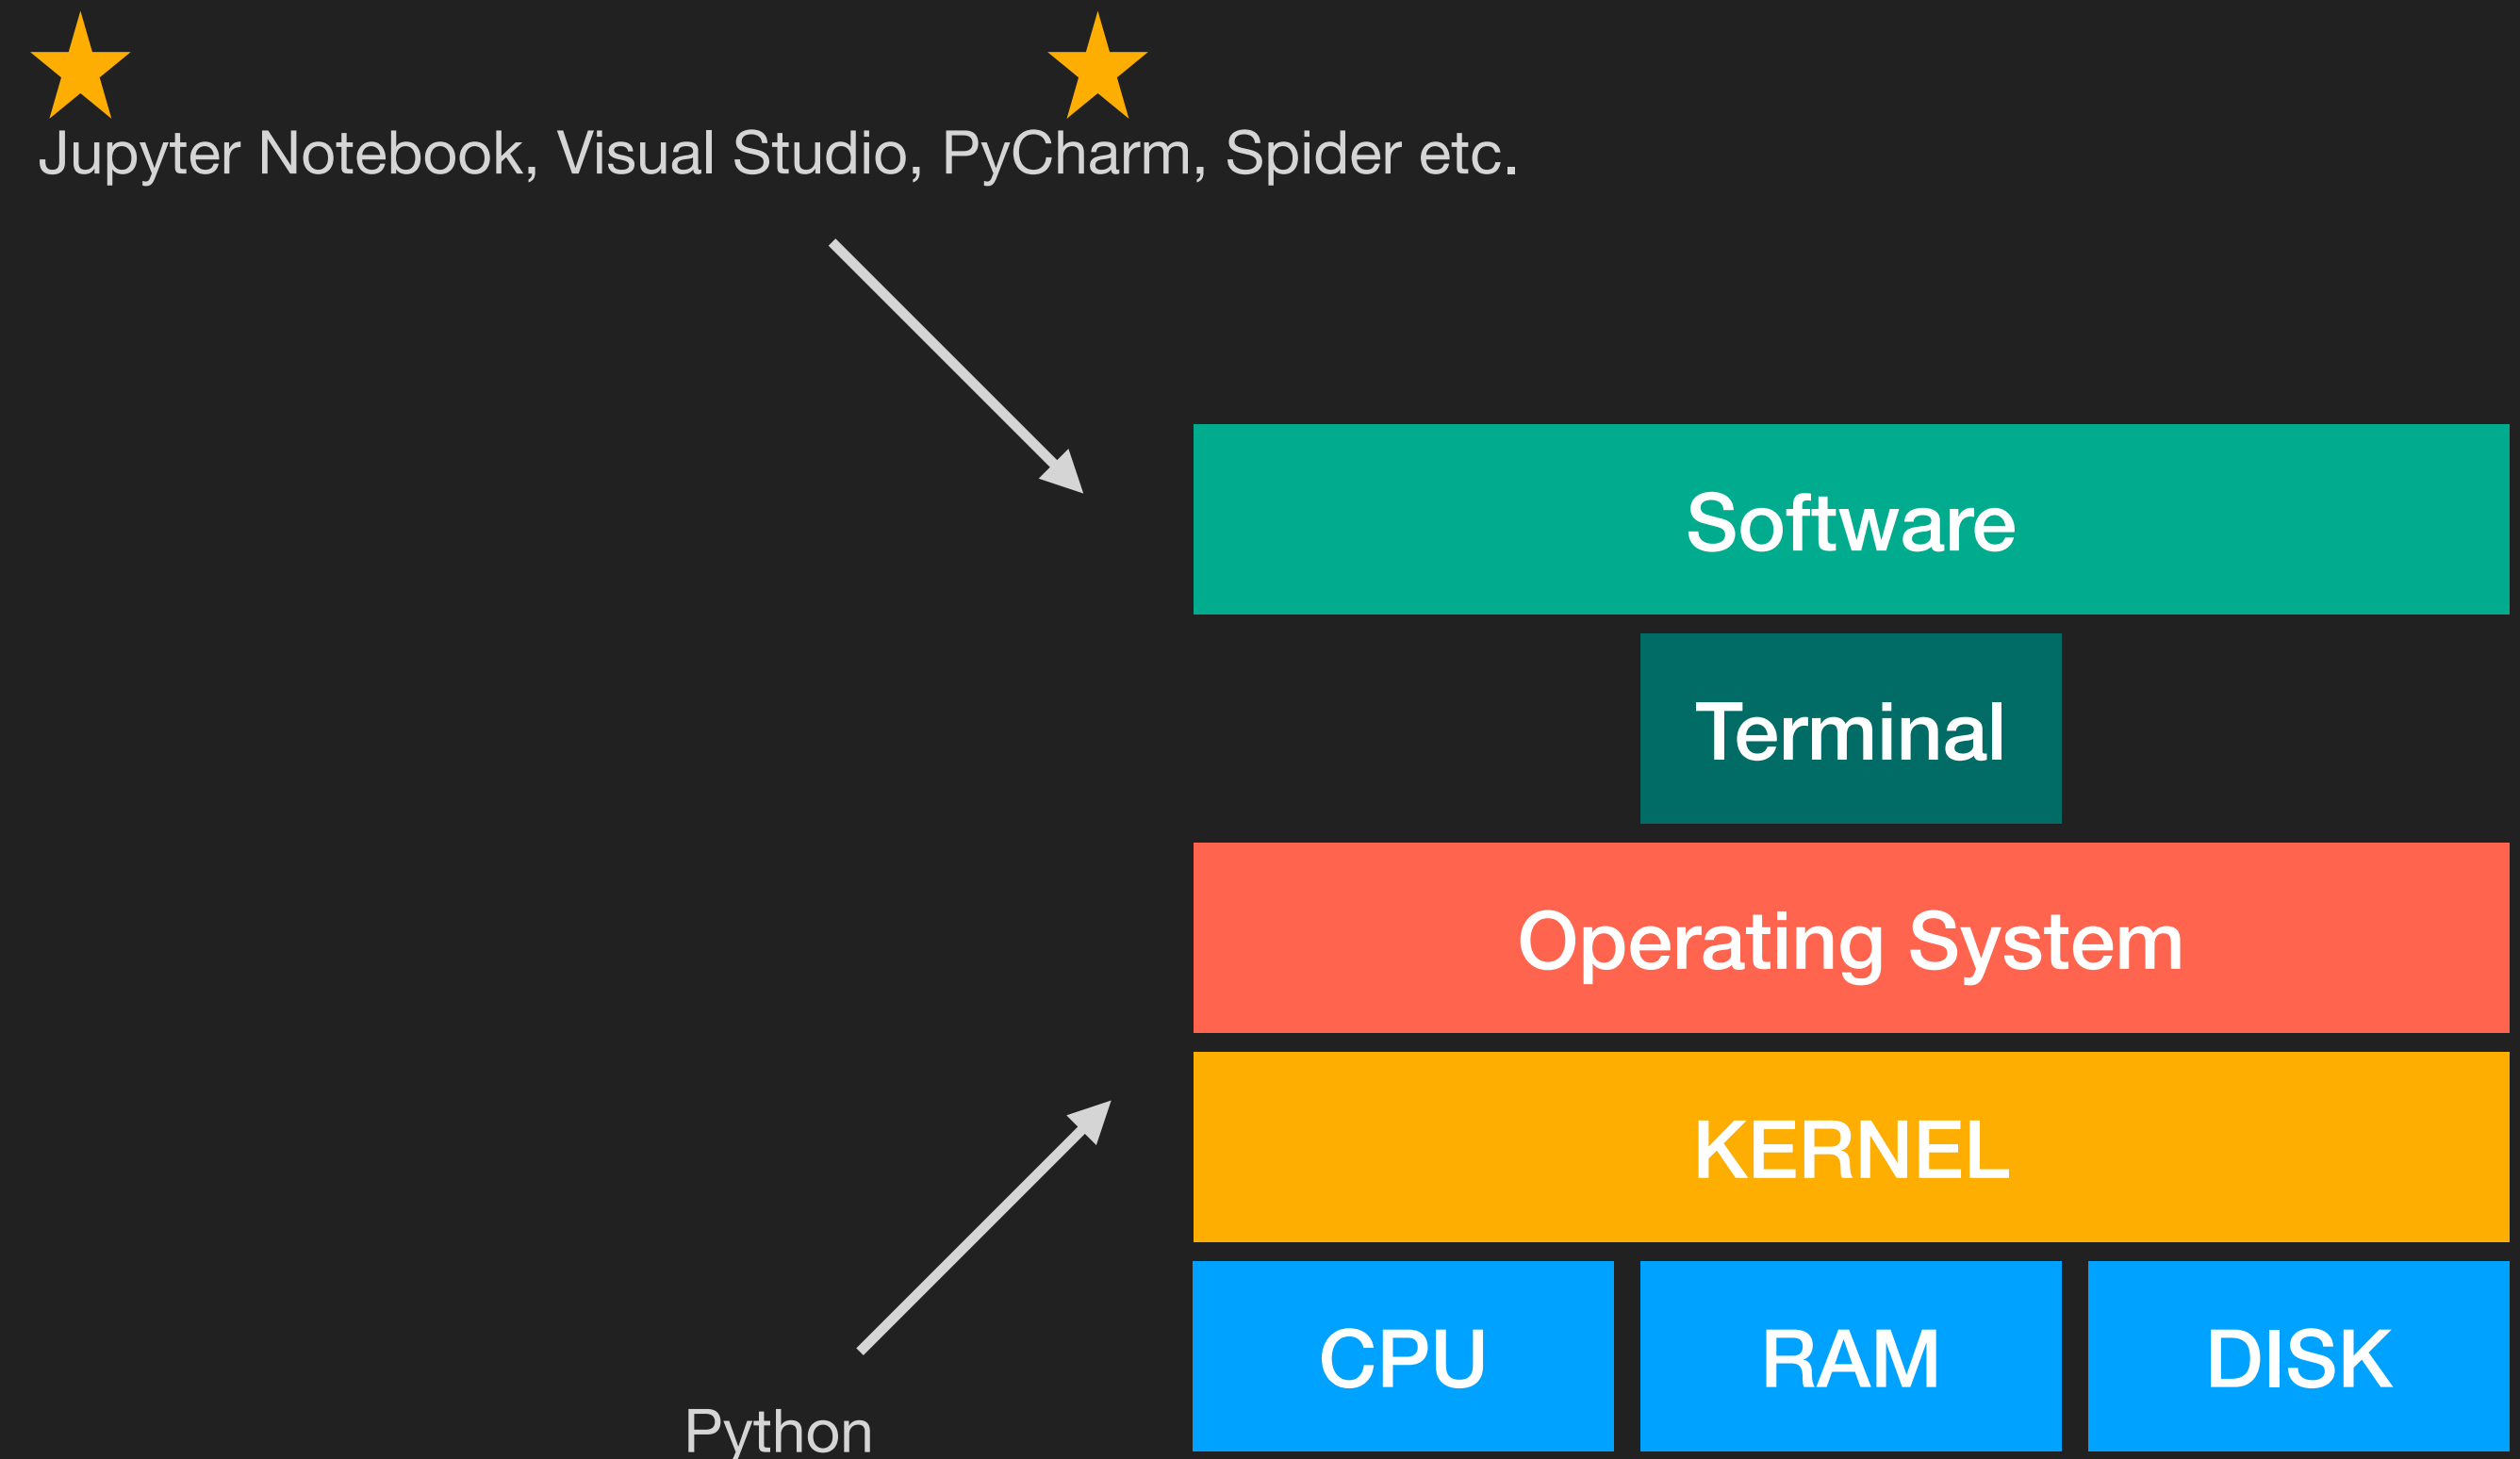 Jupyter Notebook, Visual Studio, PyCharm, Spider etc.
Software
Terminal
Operating System
KERNEL
CPU
RAM
DISK
Python